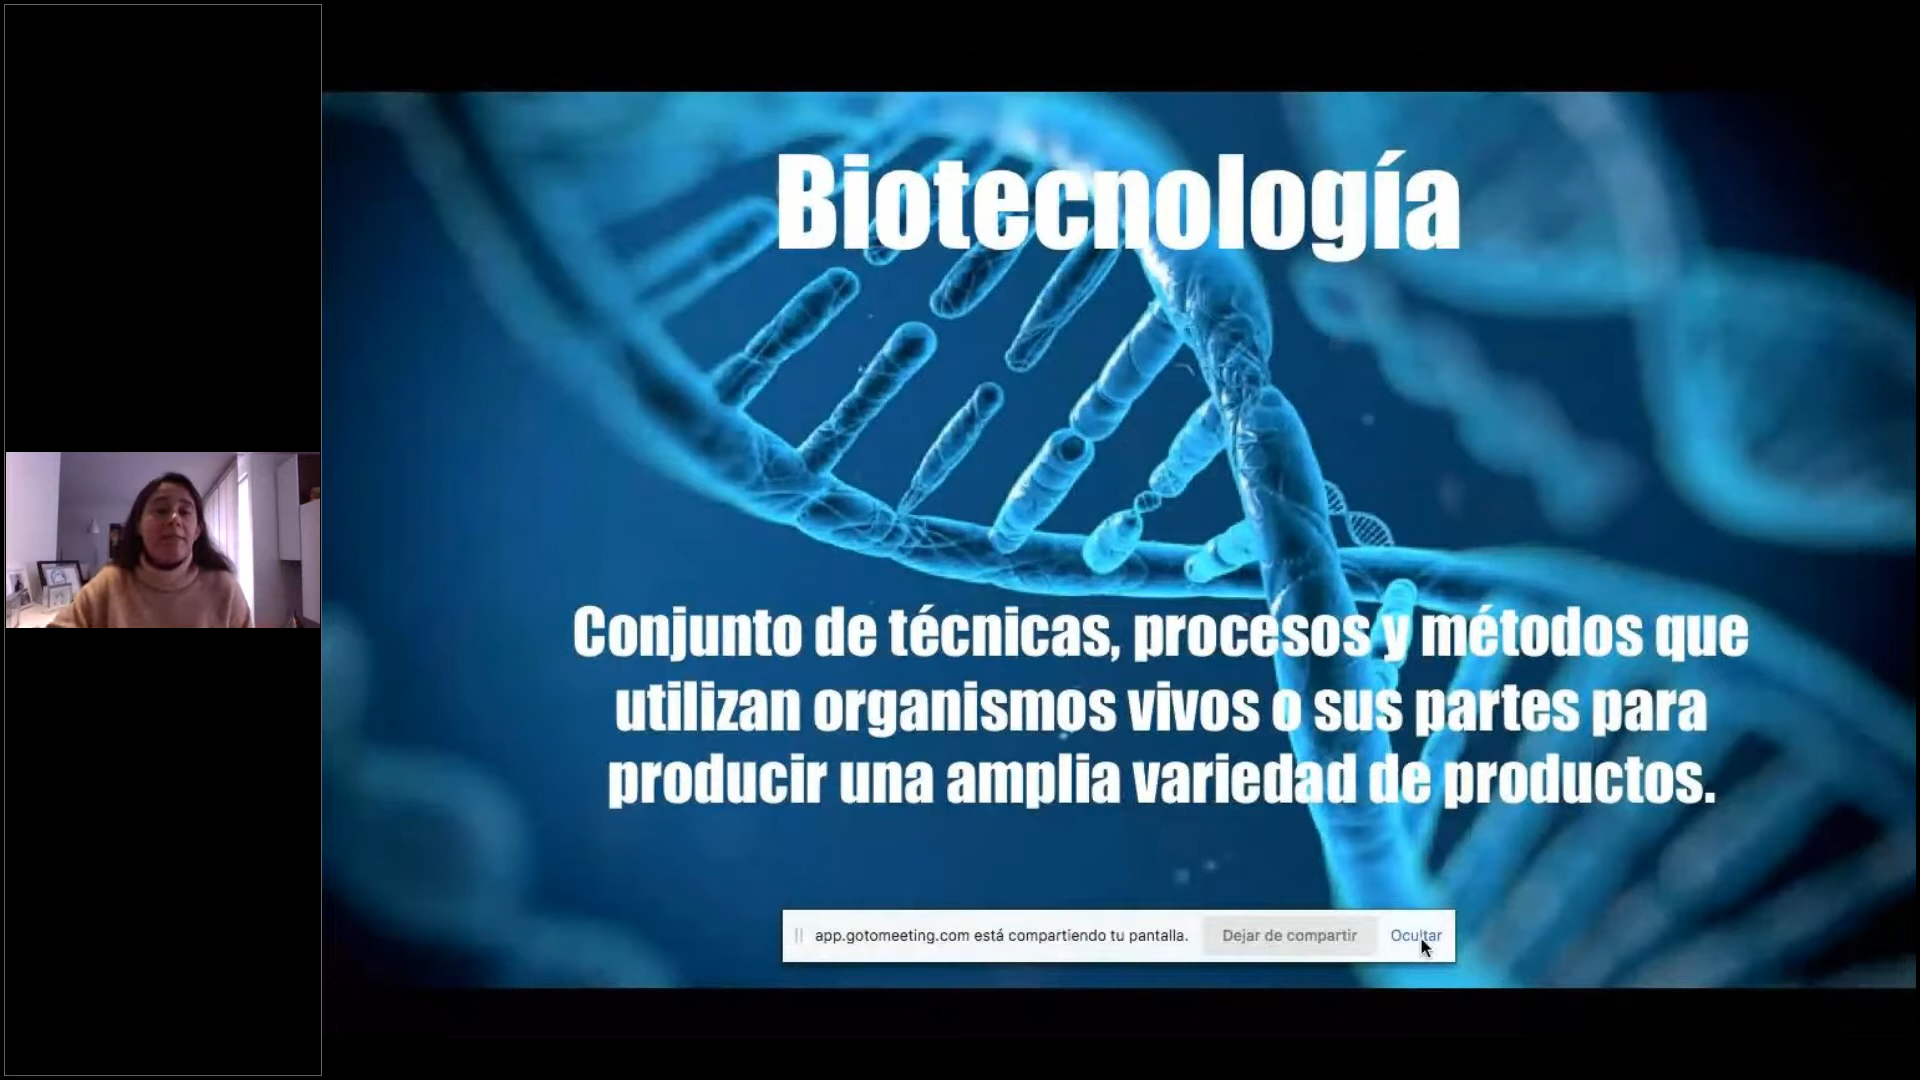 Biotecnología
Conjunto de técnicas, procesos y métodos que
utilizan organismos vivos o sus partes para
producir una amplia variedad de productos.
app.gotomeeting.com está compartiendo tu pantalla. Dejar de compartir Ocultar